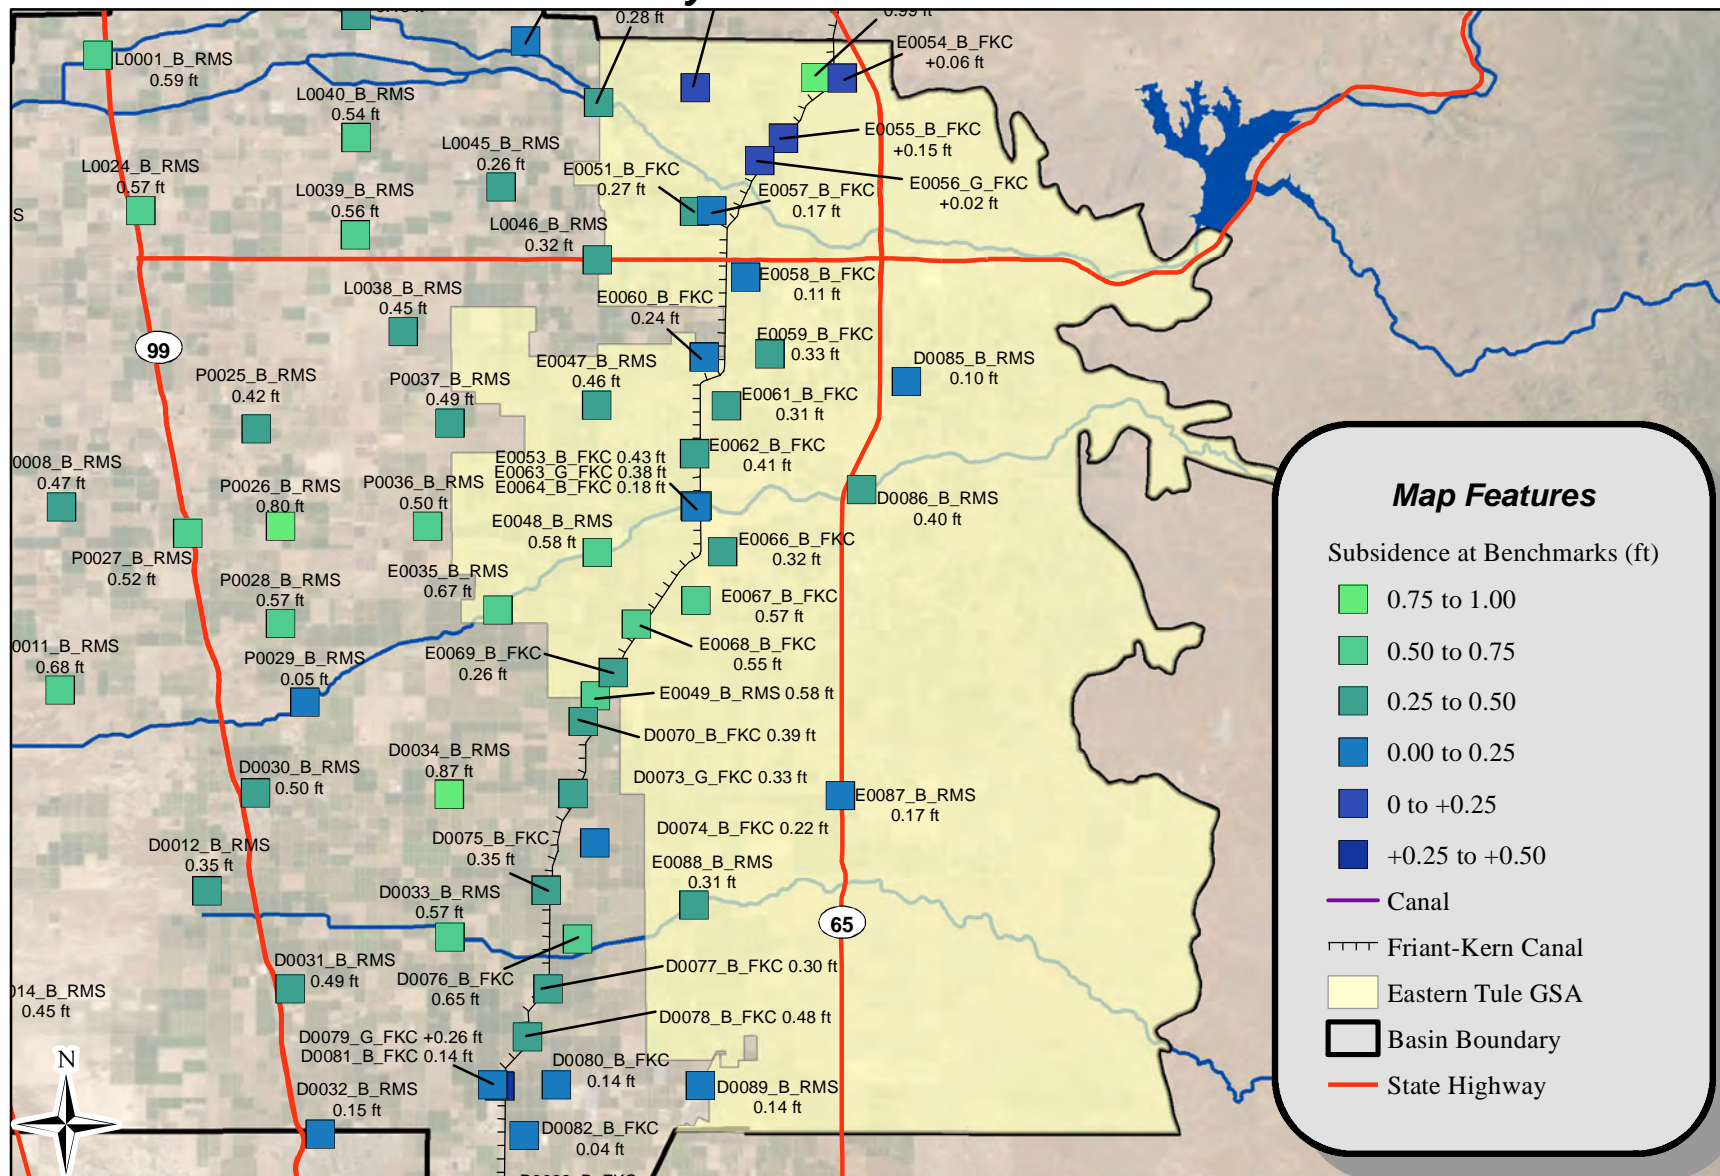 0.28 ft
0.99 ft
E0054_B_FKC
+0.06 ft
L0001_B_RMS
0.59 ft
L0040_B_RMS
0.54 ft
L0045_B_RMS
0.26 ft
E0055_B_FKC
+0.15 ft
L0024_B_RMS
0.57 ft
L0039_B_RMS
0.56 ft
E0051_B_FKC
0.27 ft
E0057_B_FKC
0.17 ft
E0056_G_FKC
+0.02 ft
S
L0046_B_RMS
0.32 ft
E0058_B_FKC
0.11 ft
L0038_B_RMS
0.45 ft
E0060_B_FKC
0.24 ft
99
E0059_B_FKC
0.33 ft
D0085_B_RMS
0.10 ft
P0025_B_RMS
0.42 ft
P0037_B_RMS
0.49 ft
E0047_B_RMS
0.46 ft
E0061_B_FKC
0.31 ft
E0062_B_FKC
0.41 ft
0008_B_RMS
0.47 ft
P0026_B_RMS
0.80 ft
P0036_B_RMS
0.50 ft
E0053_B_FKC 0.43 ft
E0063_G_FKC 0.38 ft
E0064_B_FKC 0.18 ft
D0086_B_RMS
0.40 ft
P0027_B_RMS
0.52 ft
E0048_B_RMS
0.58 ft
E0066_B_FKC
0.32 ft
P0028_B_RMS
0.57 ft
E0035_B_RMS
0.67 ft
E0067_B_FKC
0.57 ft
0011_B_RMS
0.68 ft
P0029_B_RMS
0.05 ft
E0069_B_FKC
0.26 ft
E0068_B_FKC
0.55 ft
E0049_B_RMS 0.58 ft
D0070_B_FKC 0.39 ft
D0034_B_RMS
0.87 ft
D0030_B_RMS
0.50 ft
D0073_G_FKC 0.33 ft
E0087_B_RMS
0.17 ft
D0012_B_RMS
0.35 ft
D0075_B_FKC
0.35 ft
D0074_B_FKC 0.22 ft
E0088_B_RMS
0.31 ft
D0033_B_RMS
0.57 ft
65
D0031_B_RMS
0.49 ft
D0076_B_FKC
0.65 ft
D0077_B_FKC 0.30 ft
014_B_RMS
0.45 ft
D0078_B_FKC 0.48 ft
D0079_G_FKC +0.26 ft
D0081_B_FKC 0.14 ft
D0080_B_FKC
0.14 ft
D0089_B_RMS
0.14 ft
D0032_B_RMS
0.15 ft
D0082_B_FKC
0.04 ft
N
Map Features
Subsidence at Benchmarks (ft)
0.75 to 1.00
0.50 to 0.75
0.25 to 0.50
0.00 to 0.25
0 to +0.25
+0.25 to +0.50
Canal
Friant-Kern Canal
Eastern Tule GSA
Basin Boundary
State Highway